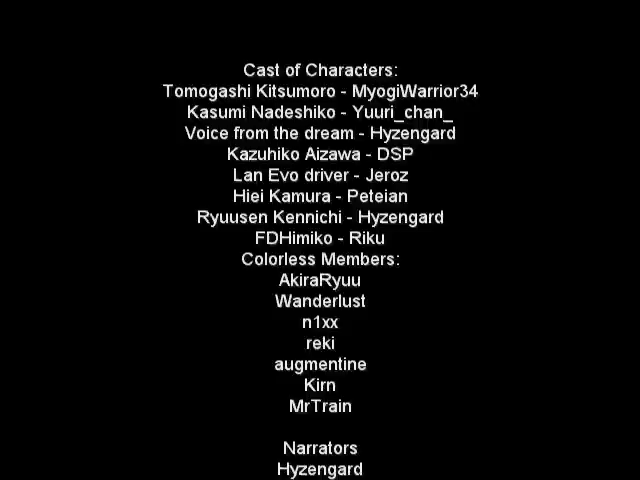 Cast of Characters:
Tomogashi Kitsumoro - MyogiWarrior34
Kasumi Nadeshiko - Yuuri_chan_
Voice from the dream - Hyzengard
Kazuhiko Aizawa - DSP
Lan Evo driver - Jeroz
Hiei Kamura - Peteian
Ryuusen Kennichi - Hyzengard
FDHimiko - Riku
Colorless Members:
AkiraRyuu
Wanderlust
n1xx
reki
augmentine
Kirn
MrTrain
Narrators
Hyzengard